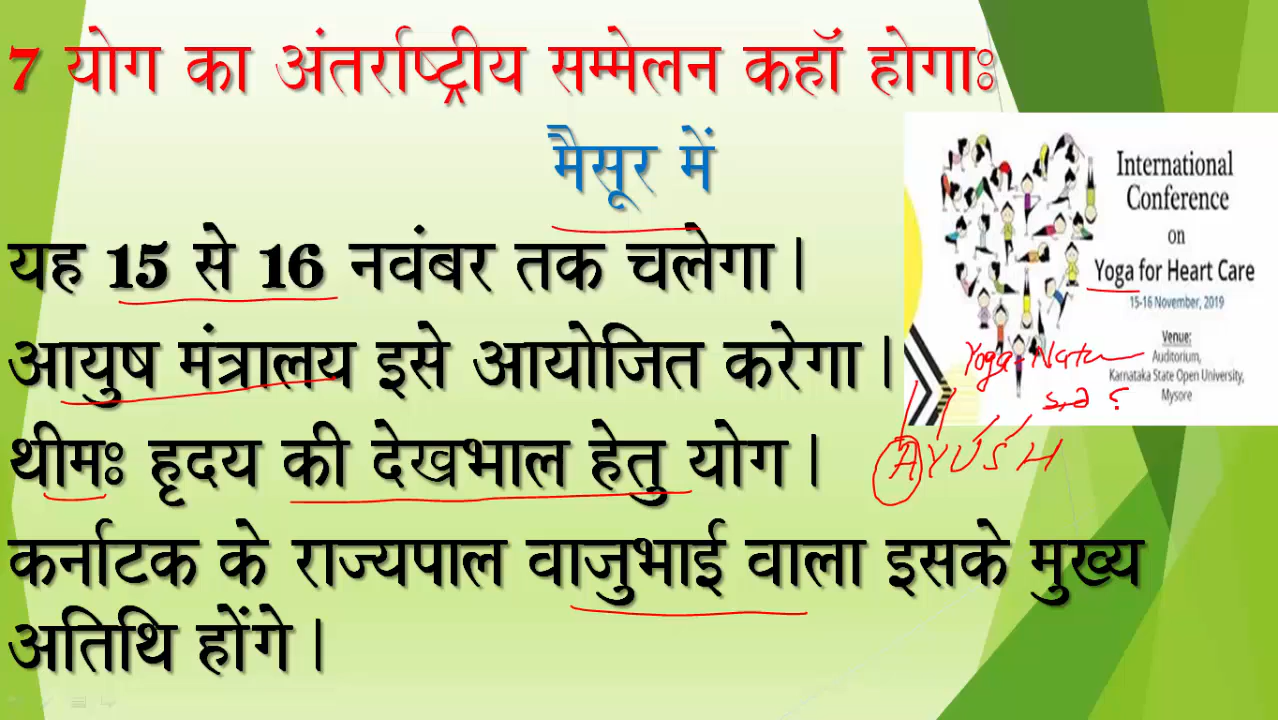 7 योग का अंतर्राष्ट्रीय सम्मेलन कहॉ होगाः
मैसूर में
यह 15 से 16 नवंबर तक चलेगा।
आयुष मंत्रालय इसे आयोजित करेगा।
थीमः हृदय की देखभाल हेतु योग।
कर्नाटक के राज्यपाल वाजुभाई वाला इसके मुख्य
अतिथि होंगे।
International
Conference
on
Yoga for Heart Care
15-16 November, 2019
Venue:
Auditorium,
Karnataka State Open University,
Mysore
Yoga
AYUSH